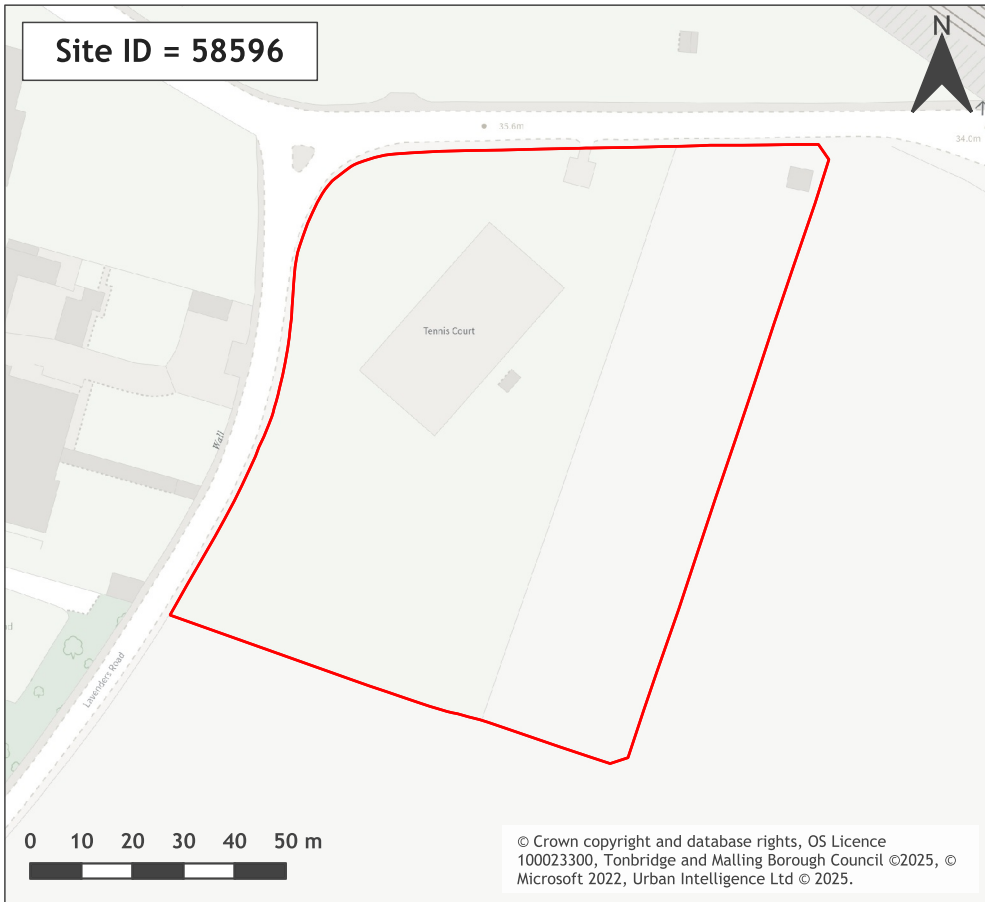 Site ID = 58596
N
35.6m
34.0m
Tennis Court
Wall
Lavenders Road
0 10 20 30 40 50 m
© Crown copyright and database rights, OS Licence
100023300, Tonbridge and Malling Borough Council ©2025, ©
Microsoft 2022, Urban Intelligence Ltd © 2025.